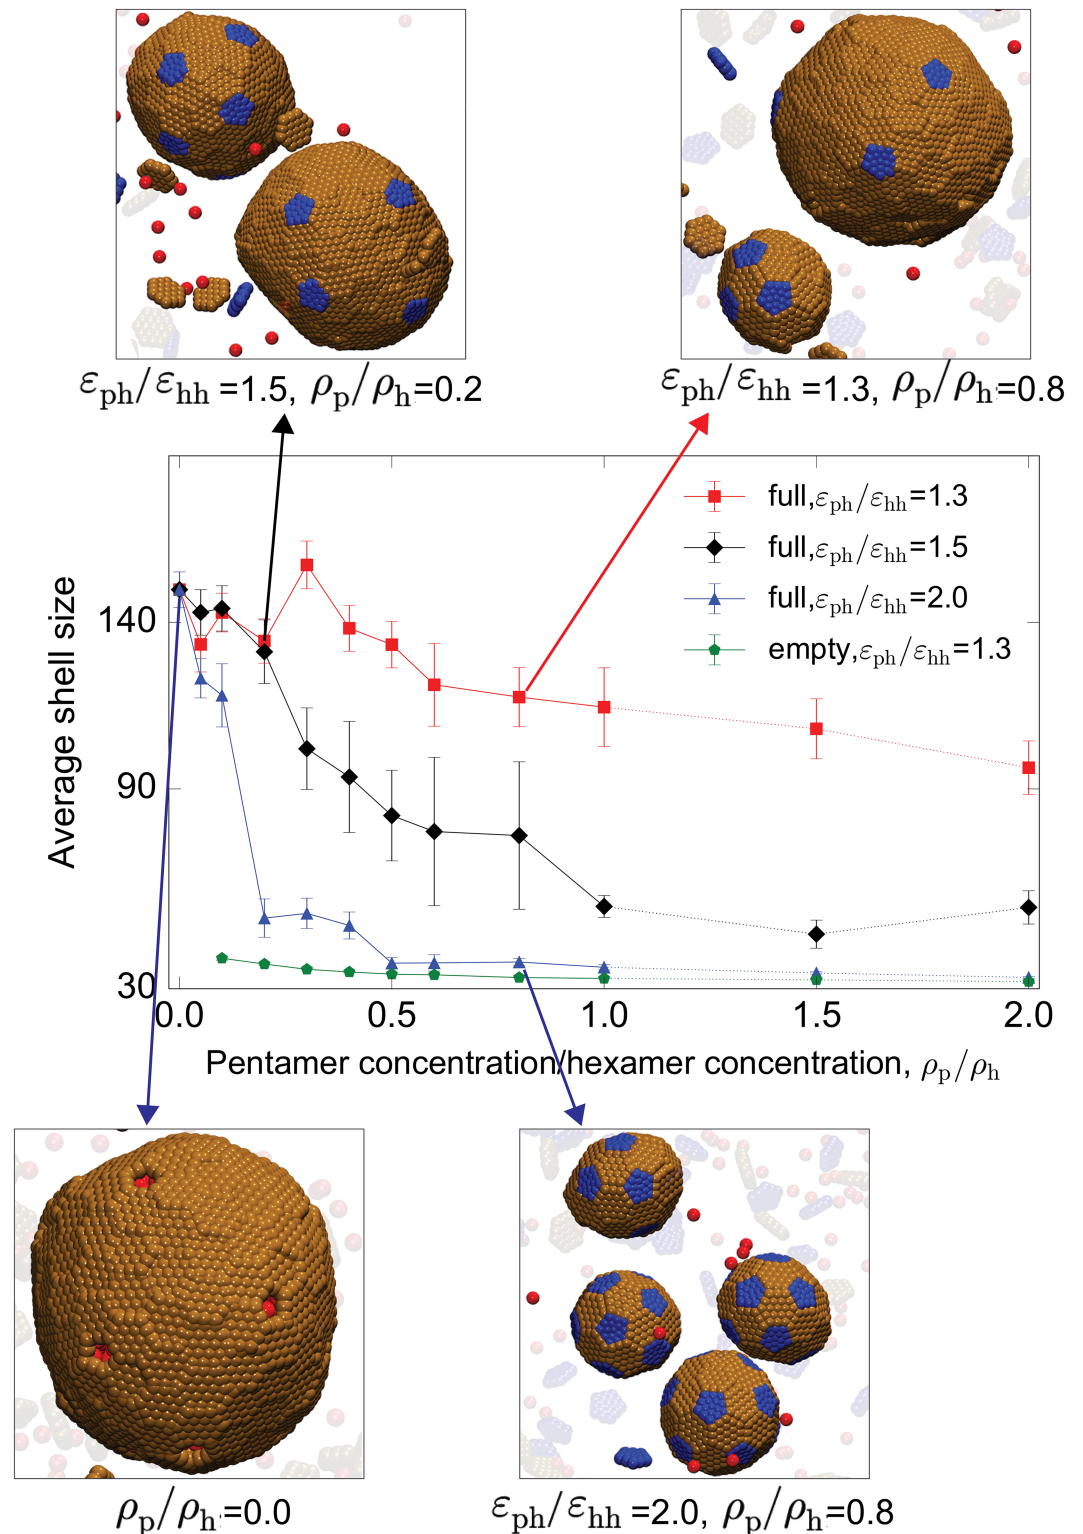 εph/εhh =1.5, ρp/ρh=0.2
εph/εhh =1.3, ρp/ρh=0.8
full,εph/εhh=1.3
full,εph/εhh=1.5
full,εph/εhh=2.0
empty,εph/εhh=1.3
Average shell size
140
90
30
0.0 0.5 1.0 1.5 2.0
Pentamer concentration/hexamer concentration, ρp/ρh
ρp/ρh=0.0
εph/εhh =2.0, ρp/ρh=0.8